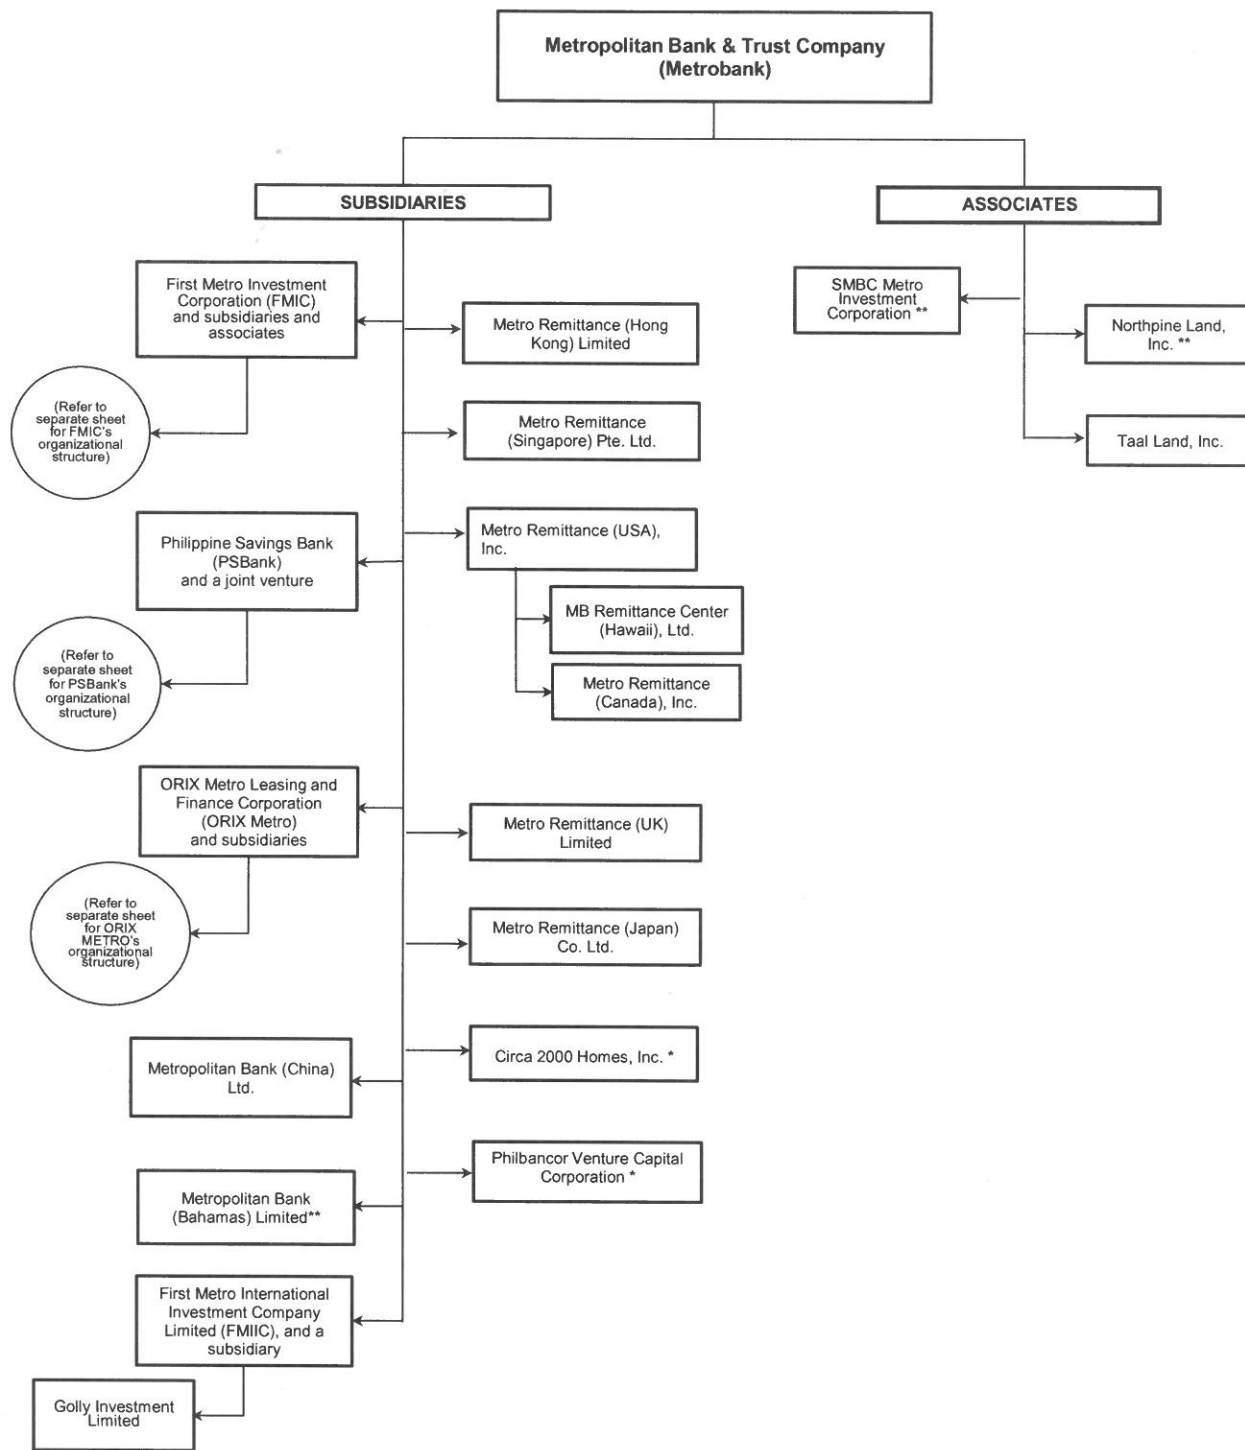 Metropolitan Bank & Trust Company
(Metrobank)
SUBSIDIARIES
ASSOCIATES
First Metro Investment
Corporation (FMIC)
and subsidiaries and
associates
(Refer to
separate sheet
for FMIC's
organizational
structure)
Philippine Savings Bank
(PSBank)
and a joint venture
(Refer to
separate sheet
for PSBank's
organizational
structure)
ORIX Metro Leasing and
Finance Corporation
(ORIX Metro)
and subsidiaries
(Refer to
separate sheet
for ORIX
METRO's
organizational
structure)
Metropolitan Bank (China)
Ltd.
Metropolitan Bank
(Bahamas) Limited**
First Metro International
Investment Company
Limited (FMIIC), and a
subsidiary
Golly Investment
Limited
Metro Remittance (Hong
Kong) Limited
Metro Remittance
(Singapore) Pte. Ltd.
Metro Remittance (USA),
Inc.
MB Remittance Center
(Hawaii), Ltd.
Metro Remittance
(Canada), Inc.
Metro Remittance (UK)
Limited
Metro Remittance (Japan)
Co. Ltd.
Circa 2000 Homes, Inc. *
Philbancor Venture Capital
Corporation *
SMBC Metro
Investment
Corporation **
Northpine Land,
Inc. **
Taal Land, Inc.